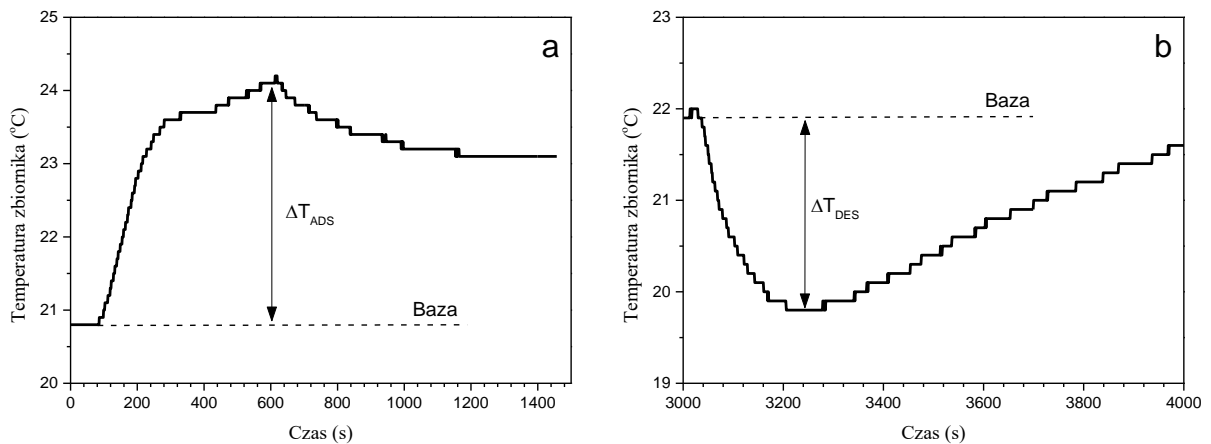 a
Temperatura zbiornika (°C)
25
24
23
22
21
20
ΔT_ADS
Baza
0 200 400 600 800 1000 1200 1400
Czas (s)
b
Temperatura zbiornika (°C)
23
22
21
20
19
Baza
ΔT_DES
3000 3200 3400 3600 3800 4000
Czas (s)